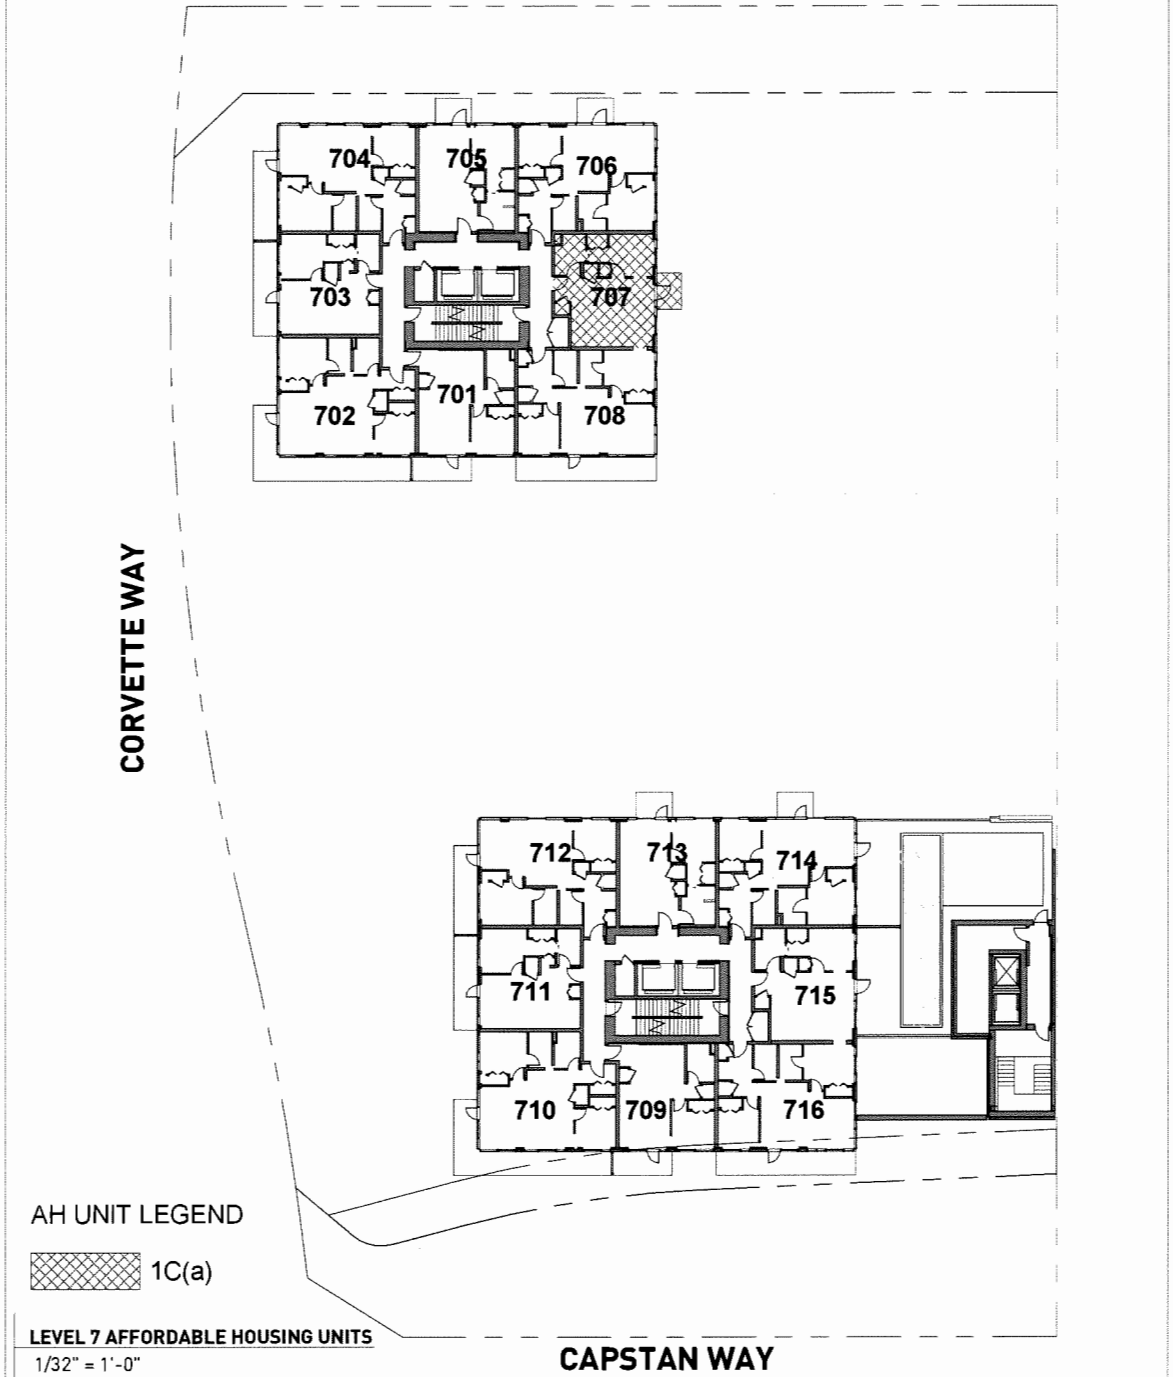 704
705
706
703
707
702
701
708
CORVETTE WAY
712
713
714
711
715
710
709
716
AH UNIT LEGEND
1C(a)
LEVEL 7 AFFORDABLE HOUSING UNITS
1/32" = 1'-0"
CAPSTAN WAY